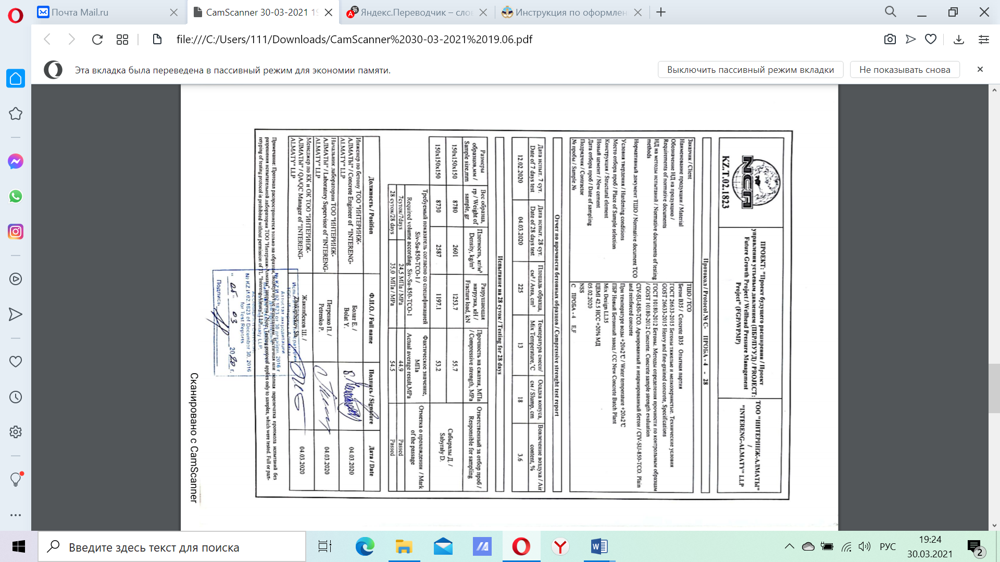 Почта Mail.ru
CamScanner 30-03-2021 19
Яндекс.Переводчик – слов
Инструкция по оформлен
file:///C:/Users/111/Downloads/CamScanner%2030-03-2021%2019.06.pdf
Эта вкладка была переведена в пассивный режим для экономии памяти.
Выключить пассивный режим вкладки
Не показывать снова
NCA
KZ.T.02.1823
ПРОЕКТ: "Проект будущего расширения / Проект
управления устьевым давлением (ПБР/ПУУД) / PROJECT:
Future Growth Project / Wellhead Pressure Management
Project" (FGP/WPMP)
ТОО "ИНТЕРИНЖ-АЛМАТЫ"
/
"INTERENG-ALMATY" LLP
Протокол / Protocol № C- ПРОБА - 4 - 28
Заказчик / Client
ТШО / TCO
Наименование продукции / Material
Бетон В35 / Concrete B35 Опытная партия
Обозначение НД на продукцию /
Requirements of normative documents
ГОСТ 26633-2015 Бетоны тяжелые и мелкозернистые. Технические условия
GOST 26633-2015 Heavy and fine-grained concrete, Specifications
НД на методы испытаний / Normative documents of testing
methods
ГОСТ 10180-2012 Бетоны. Методы определения прочности по контрольным образцам
/ GOST 10180-2012 Concrete. Concrete sample strength evaluation
Нормативный документ ТШО / Normative document TCO
CIV-SU-850-TCO. Армированный и неармированный бетон / CIV-SU-850-TCO. Plain
and reinforced concrete
Условия твердения / Hardening conditions
При температуре воды +20±2℃ / Water temperature +20±2℃
Место отбора проб / Place of Sample selection
ПБР Новый Бетонный завод / CC New Concrete Batch Plant
Конструкция / Structural element
Mix Design LL35
Новый цемент / New cement
ЦЕМI 42.5 НСС +20% МД
Дата отбора проб / Date of sampling
05.02.2020
Подрядчик / Contractor
NSS
№ пробы / Sample №
C ПРОБА - 4 E,F
Отчет по прочности бетонных образцов / Compressive strenght test report
Дата испыт. 7 сут.
Date of 7 days test
Дата испыт. 28 сут.
Date of 28 days test
Площадь образца,
см² / Area, cm²
Температура смеси/
Mix Temperature,°C
Осадка конуса,
см / Slump, cm
Вовлечение воздуха / Air
content, %
12.02.2020
04.03.2020
225
13
18
3.6
Испытание на 28 суток / Testing for 28 days
Размеры
образцов,мм /
Sample size,mm
Вес образца,
гр / Weight of
sample, gr
Плотность, кг/м³
Density, kg/m³
Разрушающая
нагрузка, кН /
Fracture load, kN
Прочность на сжатия, МПа
/ Compressive strength, MPa
Ответственный за отбор проб /
Responsible for sampling
150x150x150
8780
2601
1253.7
55.7
150x150x150
8730
2587
1197.1
53.2
Сабыралы Д. /
Sabyraly D.
Требуемый показатель согласно со спецификацией
Siv-Su-850-TCO-1 /
Required volume according Siv-Su-850-TCO-1
Фактическое значение,
МПа
Actual average result,MPa
Отметка о прохождении / Mark
of the passage
7суток/7days
24,5 МПа / MPa
44.9
Passed
28 суток/28 days
35,0 МПа / MPa
54.5
Passed
Должность / Position
Ф.И.О. / Full name
Подпись / Signature
Дата / Date
Инженер по бетону ТОО "ИНТЕРИНЖ-
АЛМАТЫ" / Concrete Engineer of "INTERENG-
ALMATY" LLP
Болат Е. /
Bolat Y.
04.03.2020
Начальник лаборатории ТОО "ИНТЕРИНЖ-
АЛМАТЫ" / Laboratory Supervisor of "INTERENG-
ALMATY" LLP
Петренко П. /
Petrenko P.
04.03.2020
Менеджер по КК и ОК ТОО "ИНТЕРИНЖ-
АЛМАТЫ" / QA/QC Manager of "INTERENG-
ALMATY" LLP
Жакипбеков Ш. /
Zhakipbekov Sh.
04.03.2020
Примечание: Протокол распространяется только на образцы, подвергнутые испытаниям. Частичная или полная перепечатка протокола испытаний без
разрешения испытательной лаборатории ТОО "Интеринж-Алматы" запрещена / Note: Testing protocol applies only to samples, which were tested. Full or part-
retyping of testing protocol is prohibited without permission of TL "Intereng-Almaty" LLP
№ KZ.И.02.1823 от 30 декабря 2016 г
№ KZ.И.02.1823 of December 30, 2016
for Test Reports
" 05 " 03 2020 г.
Подпись
Сканировано с CamScanner
Введите здесь текст для поиска
РУС
19:24
30.03.2021
2